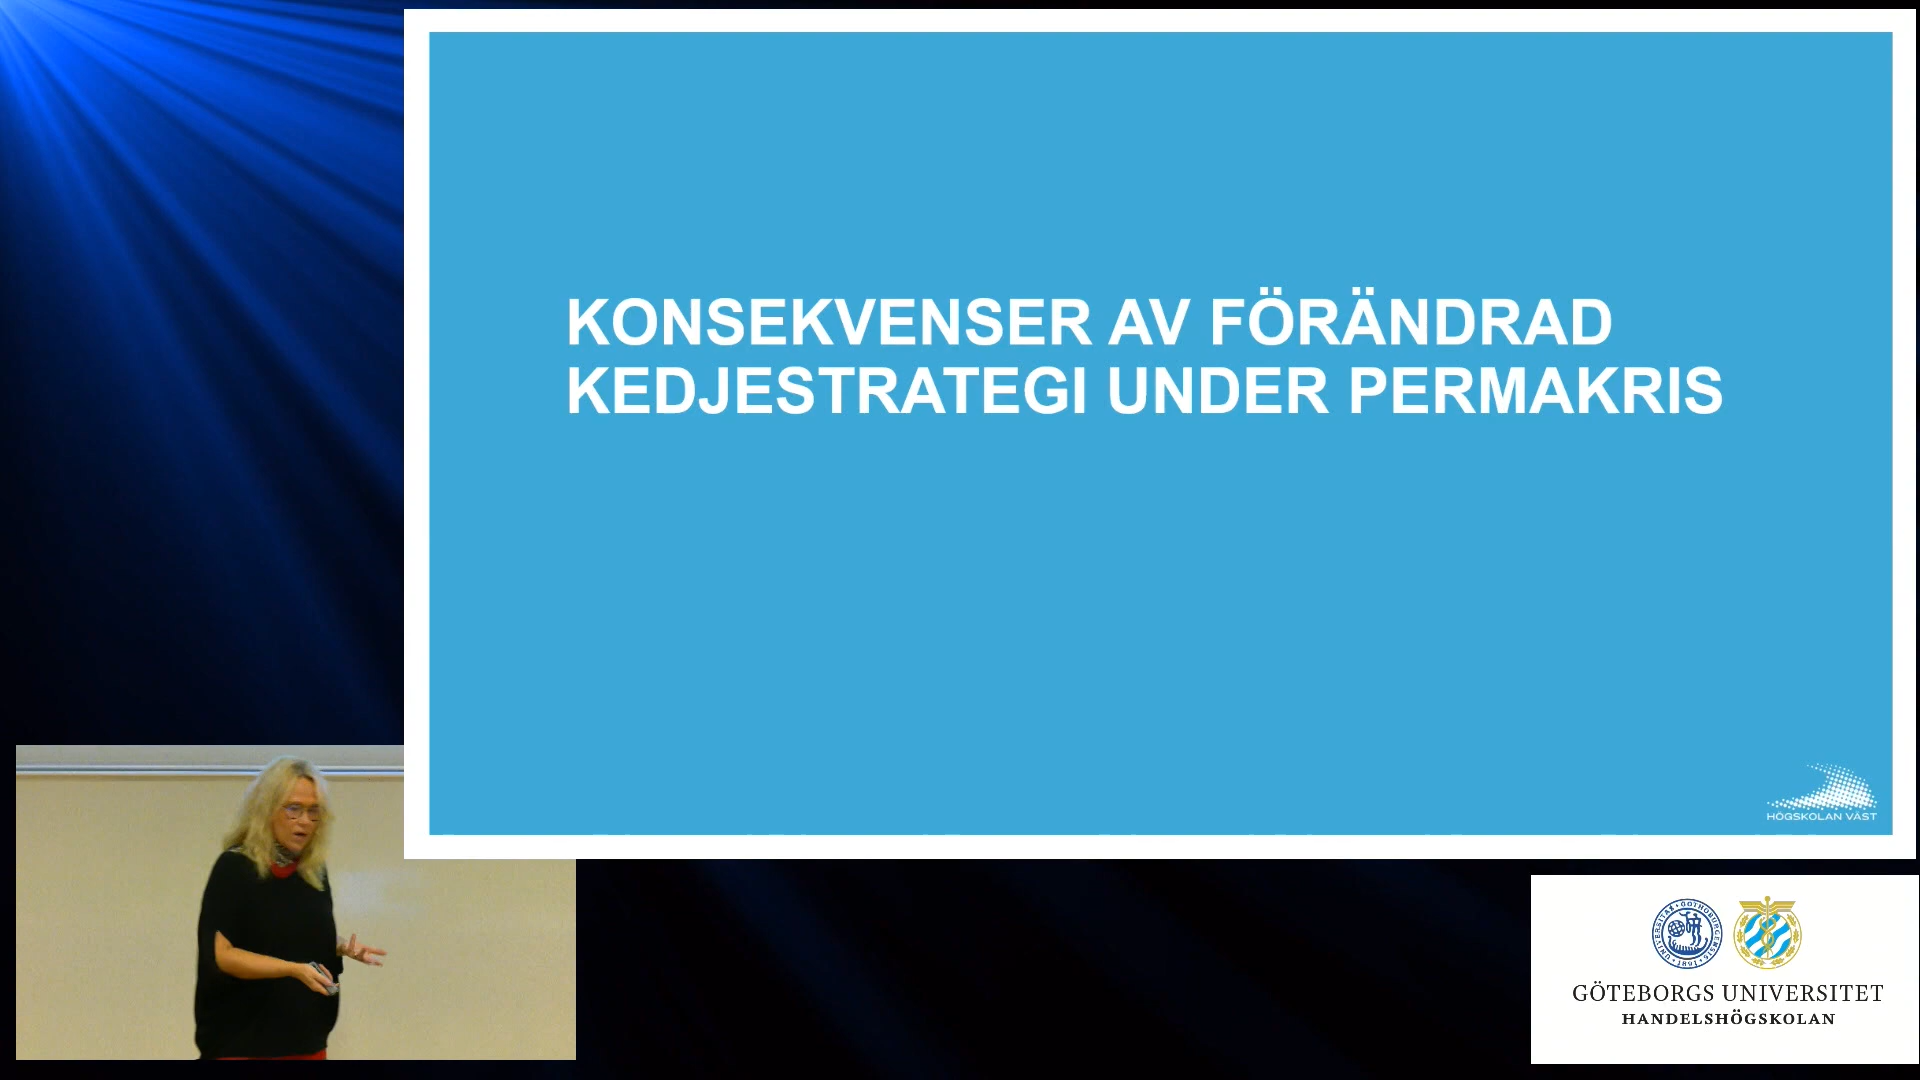 KONSEKVENSER AV FÖRÄNDRAD
KEDJESTRATEGI UNDER PERMAKRIS
HÖGSKOLAN VÄST
GÖTEBORGS UNIVERSITET
HANDELSHÖGSKOLAN